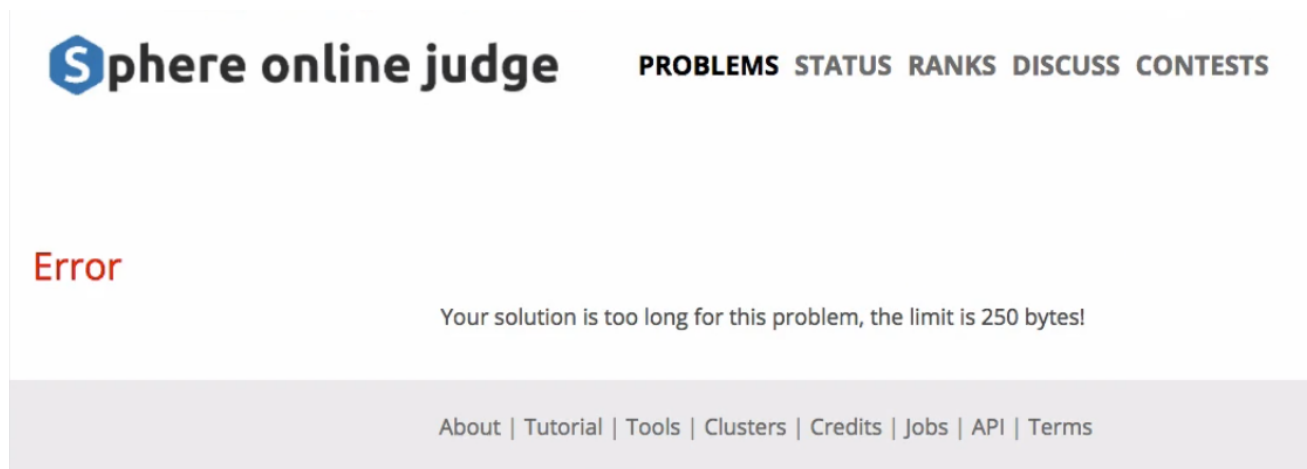 Sphere online judge PROBLEMS STATUS RANKS DISCUSS CONTESTS
Error
Your solution is too long for this problem, the limit is 250 bytes!
About | Tutorial | Tools | Clusters | Credits | Jobs | API | Terms